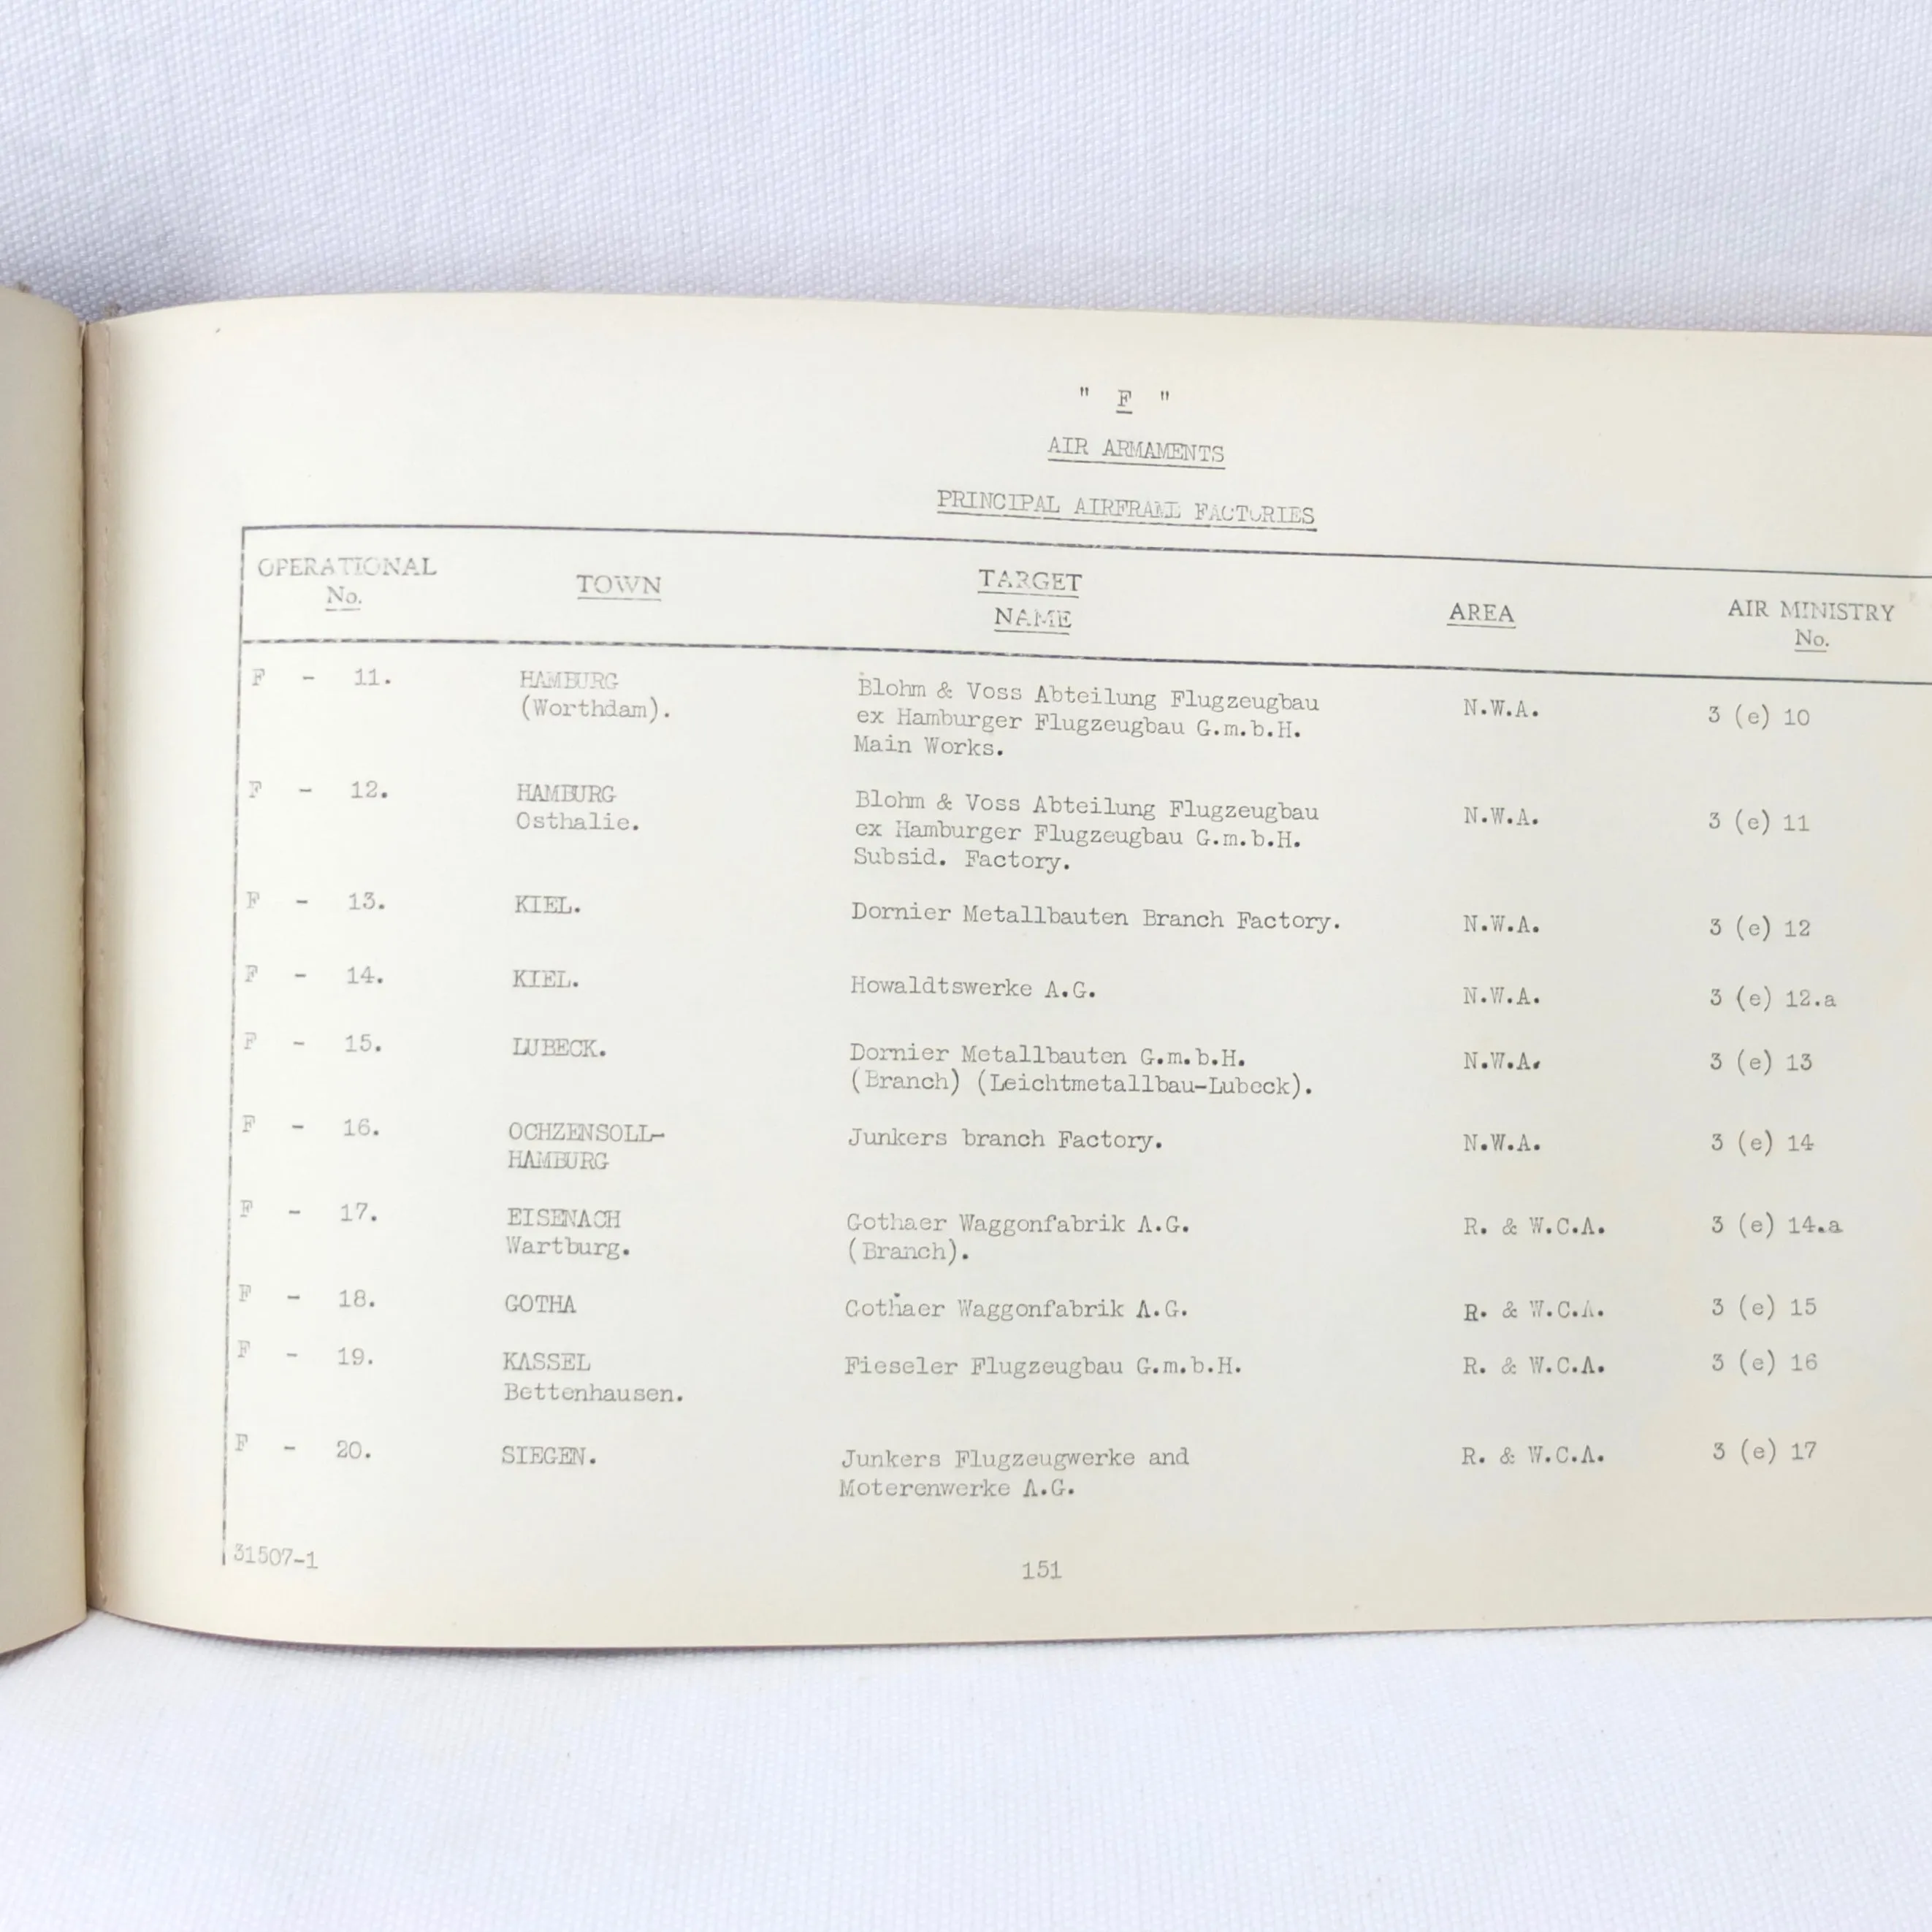 " F "
AIR ARMAMENTS
PRINCIPAL AIRFRAME FACTORIES
OPERATIONAL No. TOWN TARGET NAME AREA AIR MINISTRY No.
F - 11. HAMBURG Blohm & Voss Abteilung Flugzeugbau N.W.A. 3 (e) 10
(Worthdam). ex Hamburger Flugzeugbau G.m.b.H.
Main Works.
F - 12. HAMBURG Blohm & Voss Abteilung Flugzeugbau N.W.A. 3 (e) 11
Osthalie. ex Hamburger Flugzeugbau G.m.b.H.
Subsid. Factory.
F - 13. KIEL. Dornier Metallbauten Branch Factory. N.W.A. 3 (e) 12
F - 14. KIEL. Howaldtswerke A.G. N.W.A. 3 (e) 12.a
F - 15. LUBECK. Dornier Metallbauten G.m.b.H. N.W.A. 3 (e) 13
(Branch) (Leichtmetallbau-Lubeck).
F - 16. OCHZENSOLL- Junkers branch Factory. N.W.A. 3 (e) 14
HAMBURG
F - 17. EISENACH Gothaer Waggonfabrik A.G. R. & W.C.A. 3 (e) 14.a
Wartburg. (Branch).
F - 18. GOTHA Gothaer Waggonfabrik A.G. R. & W.C.A. 3 (e) 15
F - 19. KASSEL Fieseler Flugzeugbau G.m.b.H. R. & W.C.A. 3 (e) 16
Bettenhausen.
F - 20. SIEGEN. Junkers Flugzeugwerke and R. & W.C.A. 3 (e) 17
Moterenwerke A.G.
31507-1 151